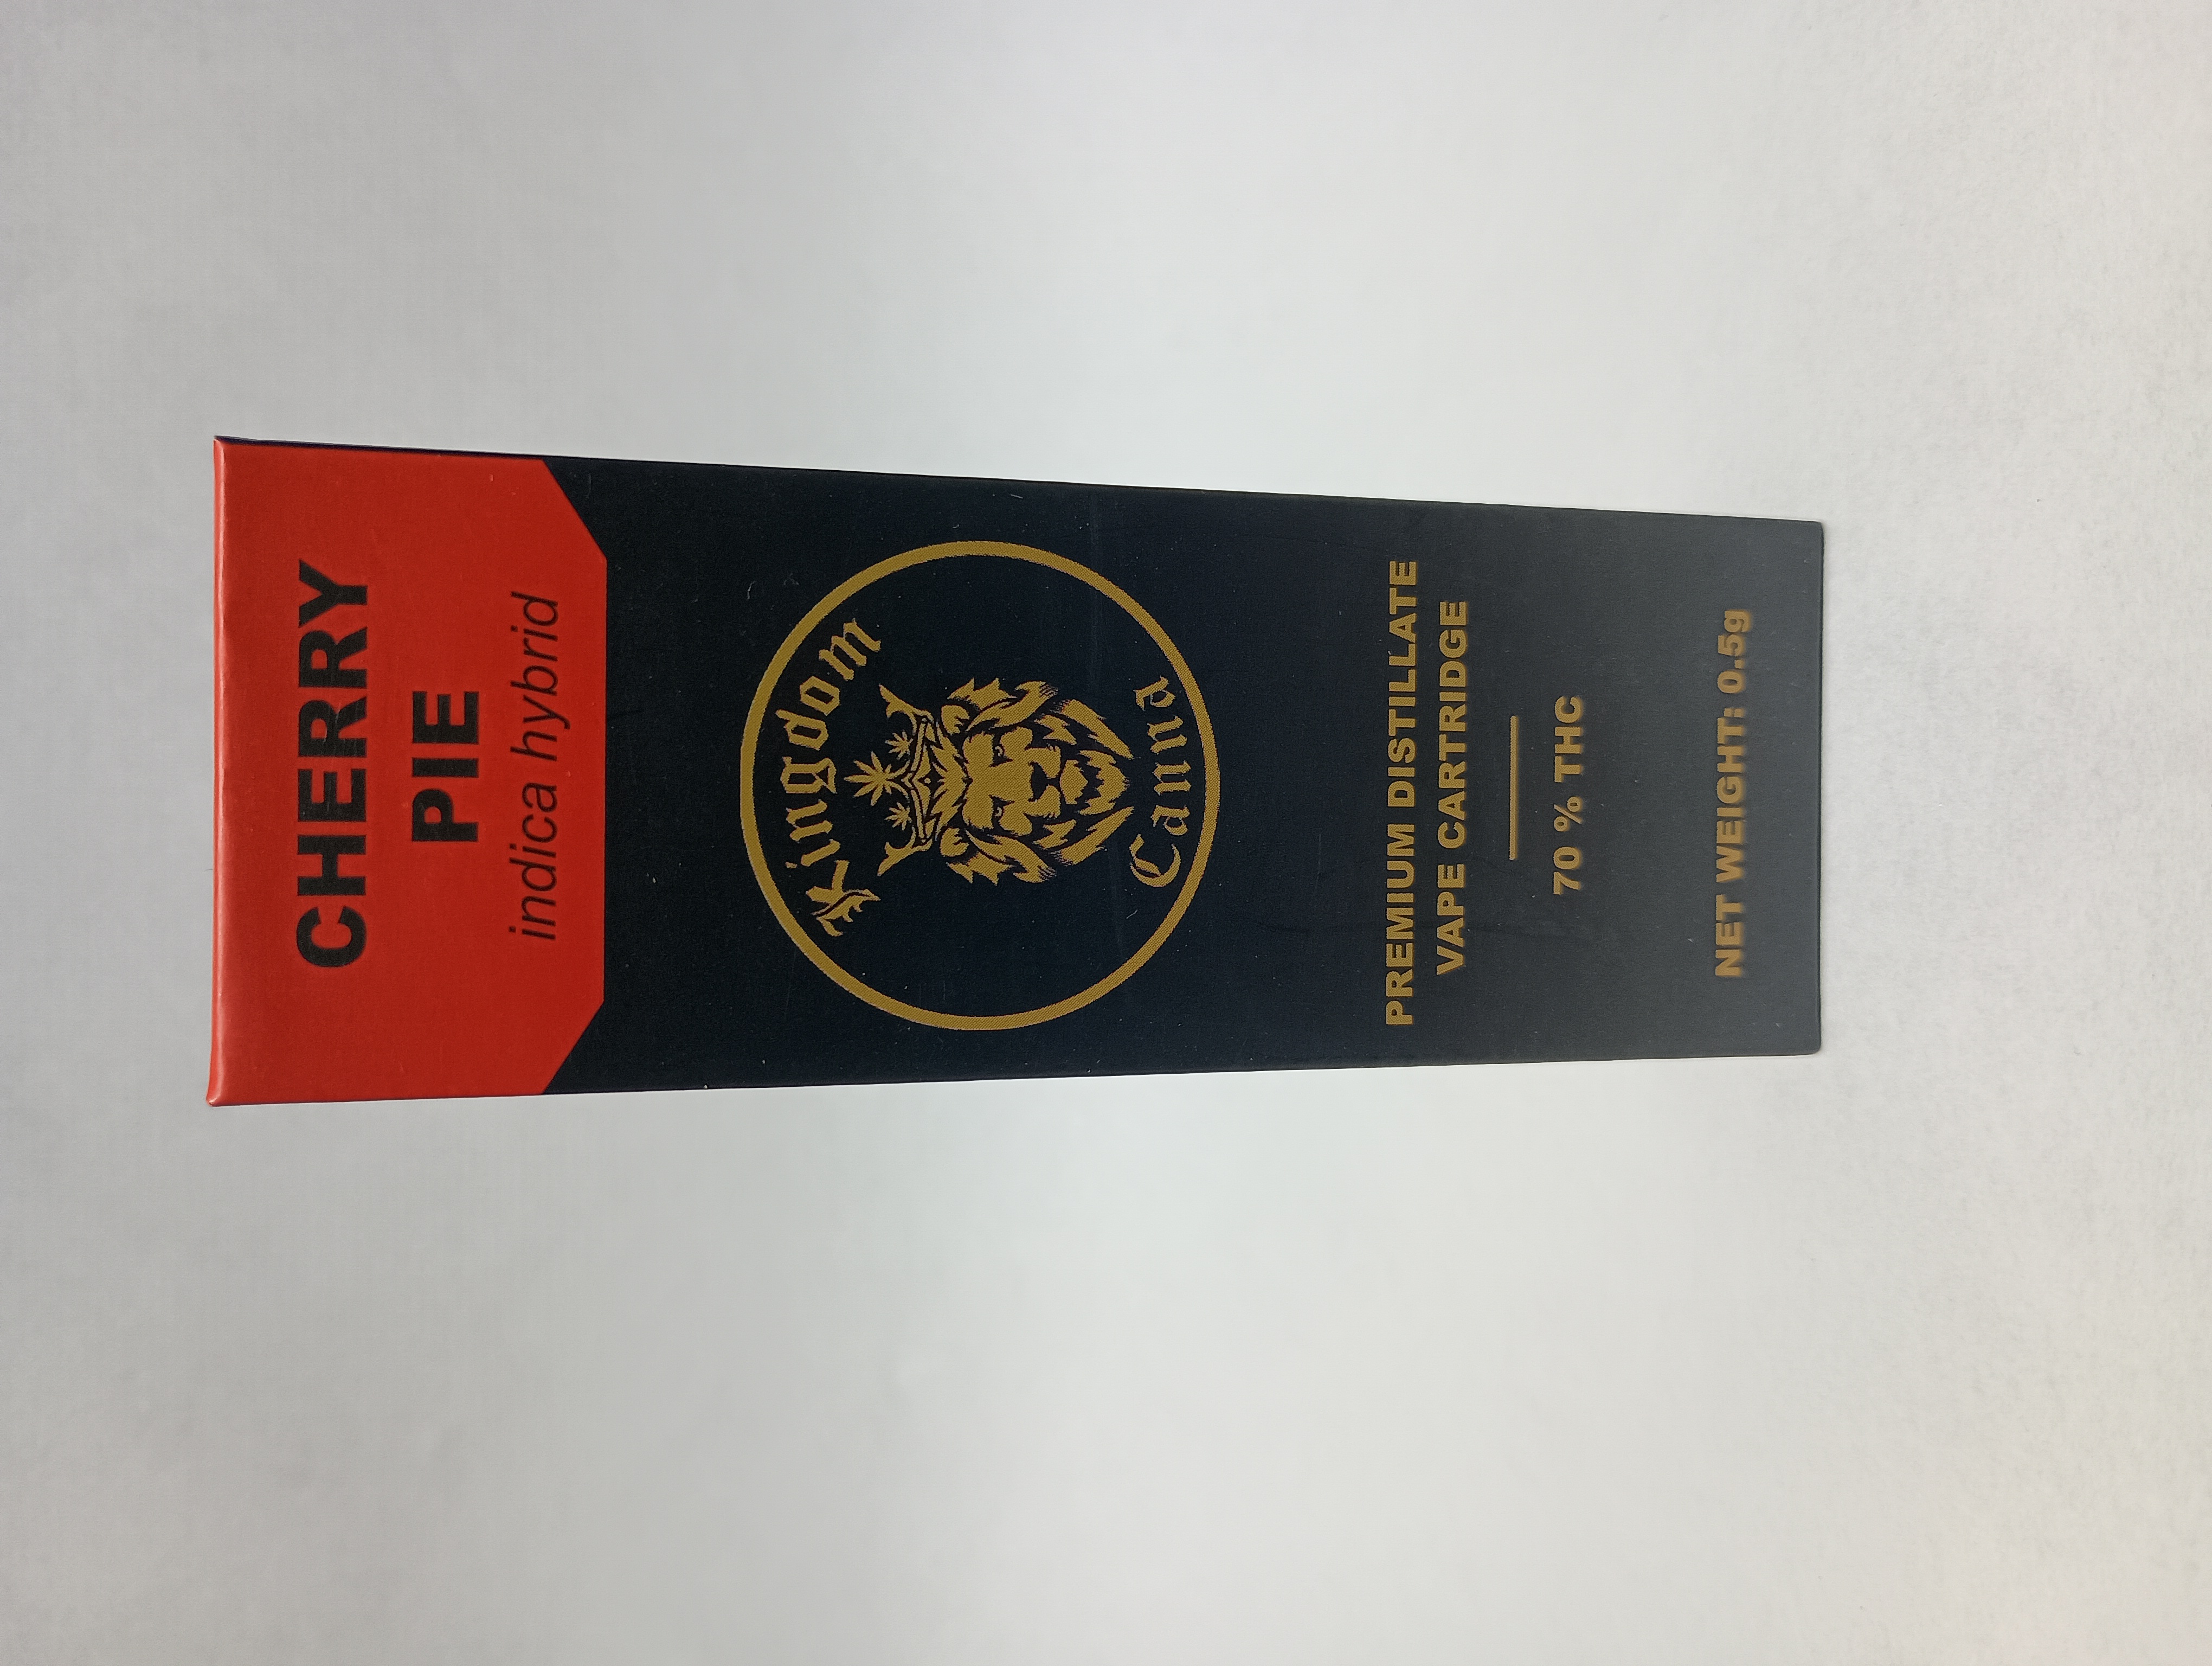 CHERRY
PIE
indica hybrid
Kingdom
Canna
PREMIUM DISTILLATE
VAPE CARTRIDGE
70 % THC
NET WEIGHT: 0.5g